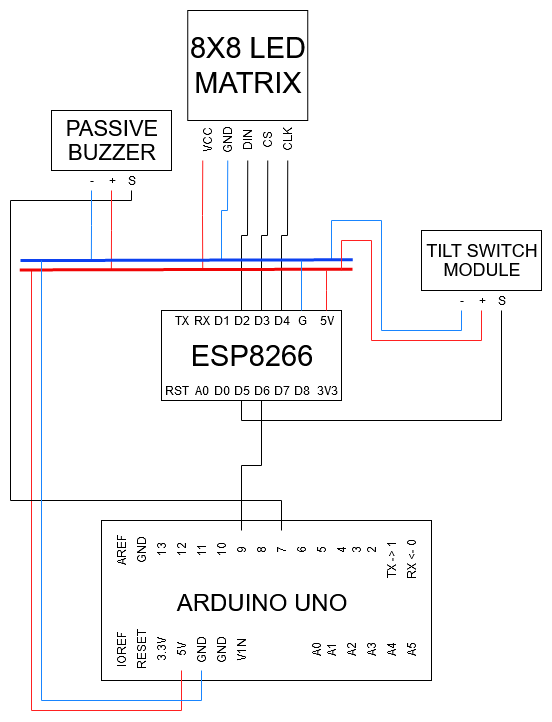 8X8 LED
MATRIX
VCC GND DIN CS CLK
PASSIVE
BUZZER
- + S
TILT SWITCH
MODULE
- + S
TX RX D1 D2 D3 D4 G 5V
ESP8266
RST A0 D0 D5 D6 D7 D8 3V3
AREF GND 13 12 11 10 9 8 7 6 5 4 3 2 TX -> 1 RX <- 0
ARDUINO UNO
IOREF RESET 3.3V 5V GND GND V1N A0 A1 A2 A3 A4 A5